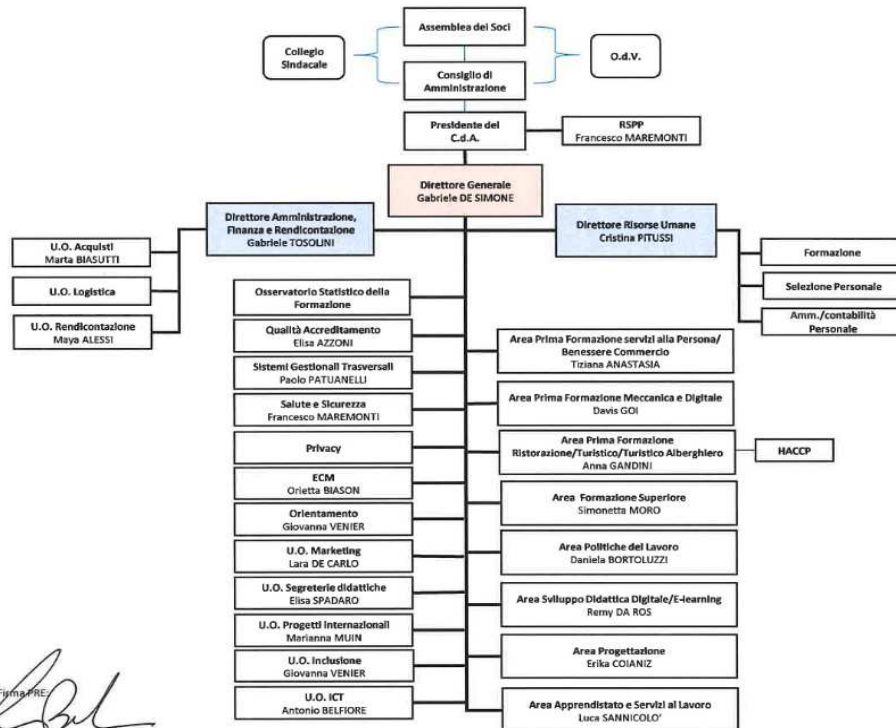 Assemblea dei Soci
Collegio
Sindacale
O.d.V.
Consiglio di
Amministrazione
Presidente del
C.d.A.
RSPP
Francesco MAREMONTI
Direttore Generale
Gabriele DE SIMONE
Direttore Amministrazione,
Finanza e Rendicontazione
Gabriele TOSOLINI
Direttore Risorse Umane
Cristina PITUSSI
U.O. Acquisti
Marta BIASUTTI
U.O. Logistica
U.O. Rendicontazione
Maya ALESSI
Formazione
Selezione Personale
Amm./contabilità
Personale
Osservatorio Statistico della
Formazione
Qualità Accreditamento
Elisa AZZONI
Sistemi Gestionali Trasversali
Paolo PATUANELLI
Salute e Sicurezza
Francesco MAREMONTI
Privacy
ECM
Orietta BIASON
Orientamento
Giovanna VENIER
U.O. Marketing
Lara DE CARLO
U.O. Segreterie didattiche
Elisa SPADARO
U.O. Progetti Internazionali
Marianna MUIN
U.O. Inclusione
Giovanna VENIER
U.O. ICT
Antonio BELFIORE
Area Prima Formazione servizi alla Persona/
Benessere Commercio
Tiziana ANASTASIA
Area Prima Formazione Meccanica e Digitale
Davis GOI
Area Prima Formazione
Ristorazione/Turistico/Turistico Alberghiero
Anna GANDINI
HACCP
Area Formazione Superiore
Simonetta MORO
Area Politiche del Lavoro
Daniela BORTOLUZZI
Area Sviluppo Didattica Digitale/E-learning
Remy DA ROS
Area Progettazione
Erika COIANIZ
Area Apprendistato e Servizi al Lavoro
Luca SANNICOLO'
Firma PRE: